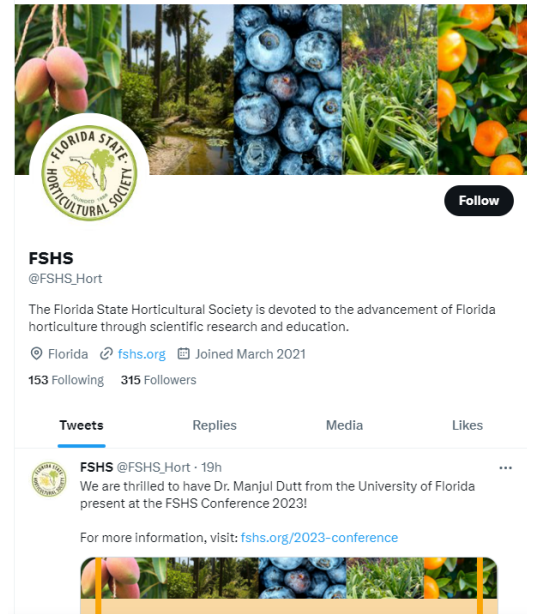 FLORIDA STATE
HORTICULTURAL SOCIETY
Follow
FSHS
@FSHS_Hort
The Florida State Horticultural Society is devoted to the advancement of Florida
horticulture through scientific research and education.
Florida fshs.org Joined March 2021
153 Following 315 Followers
Tweets Replies Media Likes
FSHS @FSHS_Hort · 19h
We are thrilled to have Dr. Manjul Dutt from the University of Florida
present at the FSHS Conference 2023!
For more information, visit: fshs.org/2023-conference